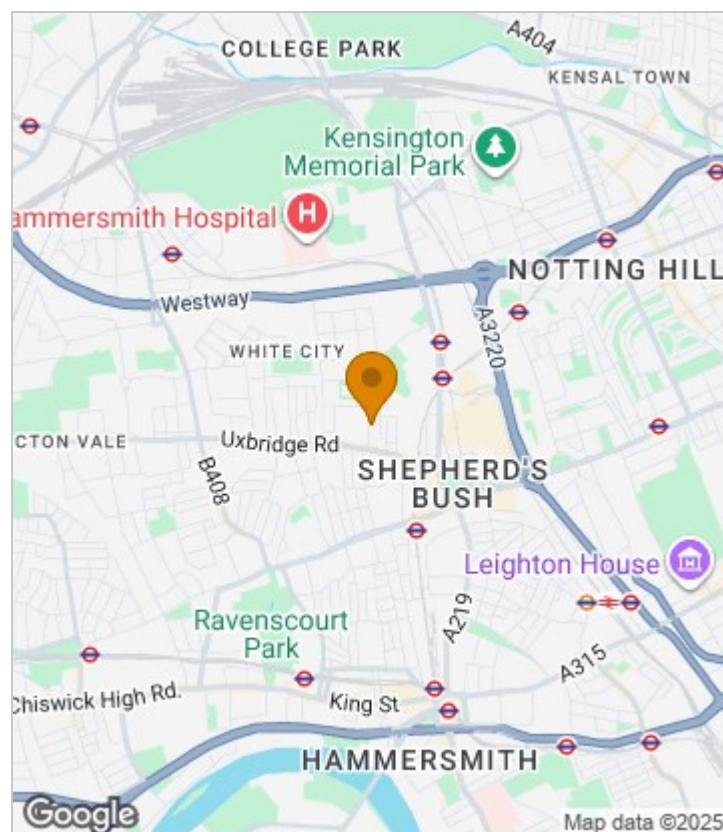 COLLEGE PARK
A404
KENSAL TOWN
Kensington
Memorial Park
ammersmith Hospital
H
NOTTING HILL
Westway
A3220
WHITE CITY
CTON VALE
Uxbridge Rd
B408
SHEPHERD'S
BUSH
Leighton House
A219
Ravenscourt
Park
A315
Chiswick High Rd.
King St
HAMMERSMITH
Google
Map data ©2025